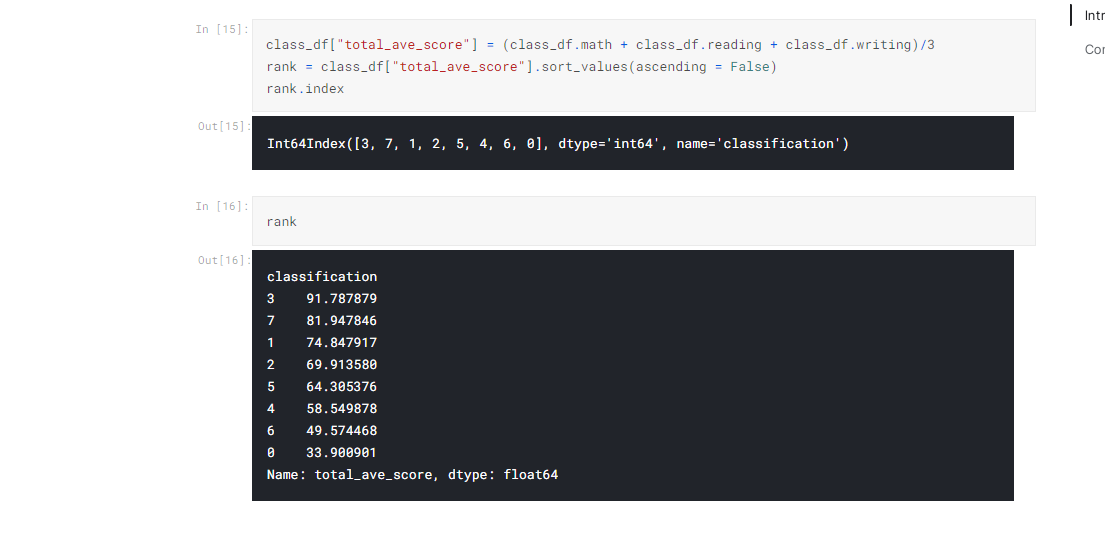 In [15]:
class_df["total_ave_score"] = (class_df.math + class_df.reading + class_df.writing)/3
rank = class_df["total_ave_score"].sort_values(ascending = False)
rank.index
Out[15]:
Int64Index([3, 7, 1, 2, 5, 4, 6, 0], dtype='int64', name='classification')
In [16]:
rank
Out[16]:
classification
3    91.787879
7    81.947846
1    74.847917
2    69.913580
5    64.305376
4    58.549878
6    49.574468
0    33.900901
Name: total_ave_score, dtype: float64
Intr
Cor